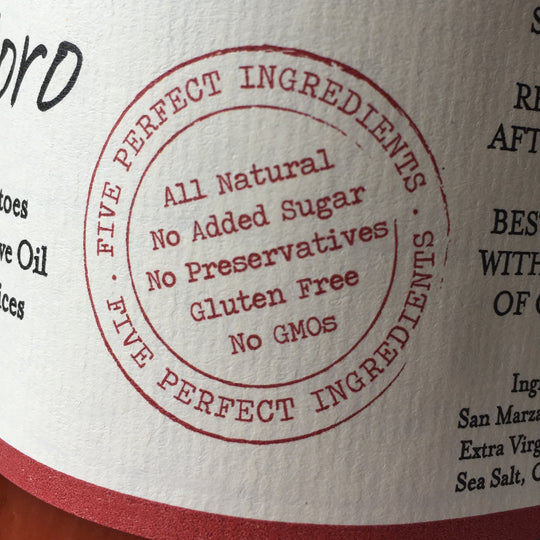 oro
toes
ve Oil
ices
FIVE PERFECT INGREDIENTS
· FIVE PERFECT INGREDIENTS ·
All Natural
No Added Sugar
No Preservatives
Gluten Free
No GMOs
RE
AFT
BES
WITH
OF
Ing
San Marza
Extra Virg
Sea Salt,